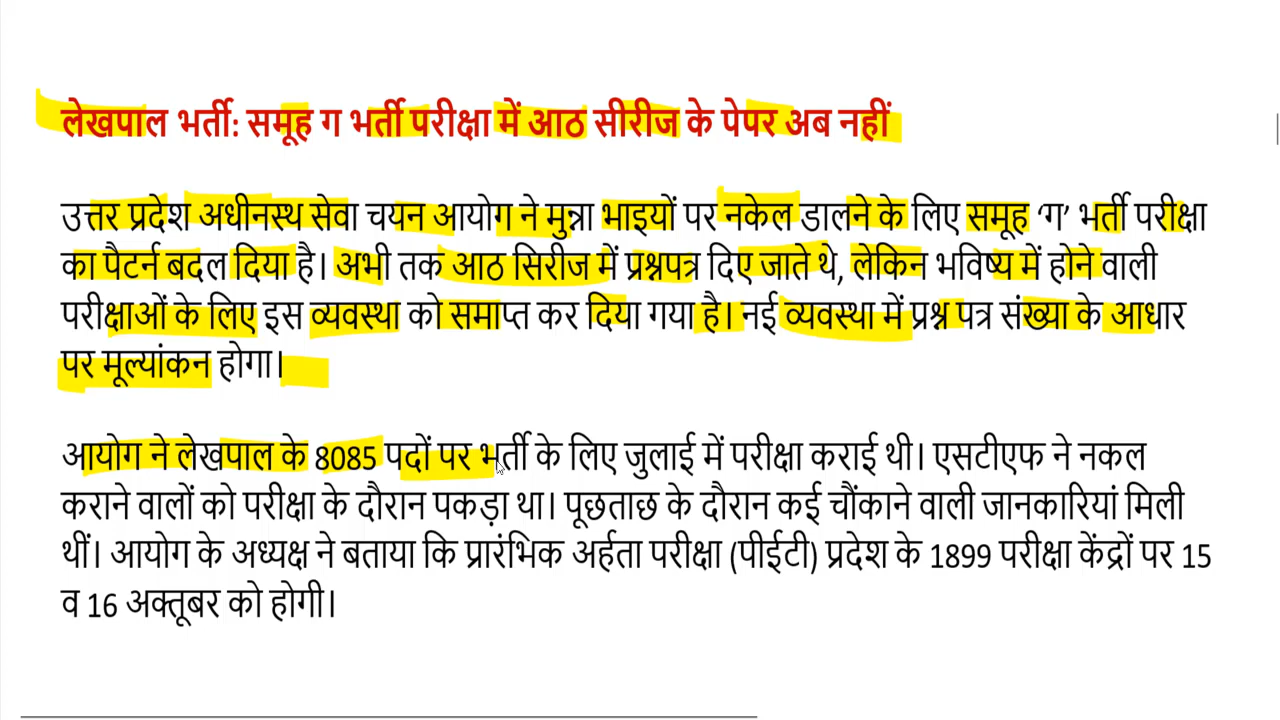 लेखपाल भर्ती: समूह ग भर्ती परीक्षा में आठ सीरीज के पेपर अब नहीं
उत्तर प्रदेश अधीनस्थ सेवा चयन आयोग ने मुन्ना भाइयों पर नकेल डालने के लिए समूह ‘ग’ भर्ती परीक्षा
का पैटर्न बदल दिया है। अभी तक आठ सिरीज में प्रश्नपत्र दिए जाते थे, लेकिन भविष्य में होने वाली
परीक्षाओं के लिए इस व्यवस्था को समाप्त कर दिया गया है। नई व्यवस्था में प्रश्न पत्र संख्या के आधार
पर मूल्यांकन होगा।
आयोग ने लेखपाल के 8085 पदों पर भर्ती के लिए जुलाई में परीक्षा कराई थी। एसटीएफ ने नकल
कराने वालों को परीक्षा के दौरान पकड़ा था। पूछताछ के दौरान कई चौंकाने वाली जानकारियां मिली
थीं। आयोग के अध्यक्ष ने बताया कि प्रारंभिक अर्हता परीक्षा (पीईटी) प्रदेश के 1899 परीक्षा केंद्रों पर 15
व 16 अक्तूबर को होगी।